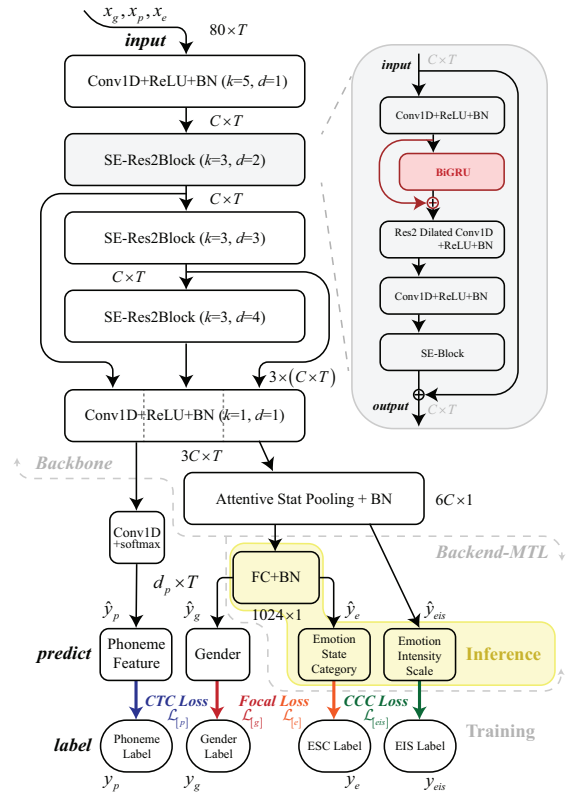 x_g, x_p, x_e
input
80×T
Conv1D+ReLU+BN (k=5, d=1)
C×T
SE-Res2Block (k=3, d=2)
C×T
SE-Res2Block (k=3, d=3)
C×T
SE-Res2Block (k=3, d=4)
3×(C×T)
Conv1D+ReLU+BN (k=1, d=1)
input
C×T
Conv1D+ReLU+BN
BiGRU
Res2 Dilated Conv1D
+ReLU+BN
Conv1D+ReLU+BN
SE-Block
output
C×T
Backbone
3C×T
Attentive Stat Pooling + BN
6C×1
Conv1D
+softmax
Backend-MTL
FC+BN
d_p×T
1024×1
ŷ_p
ŷ_g
ŷ_e
ŷ_eis
predict
Phoneme
Feature
Gender
Emotion
State
Category
Emotion
Intensity
Scale
Inference
CTC Loss
L_[p]
Focal Loss
L_[g]
L_[e]
CCC Loss
L_[eis]
Training
label
Phoneme
Label
Gender
Label
ESC Label
EIS Label
y_p
y_g
y_e
y_eis